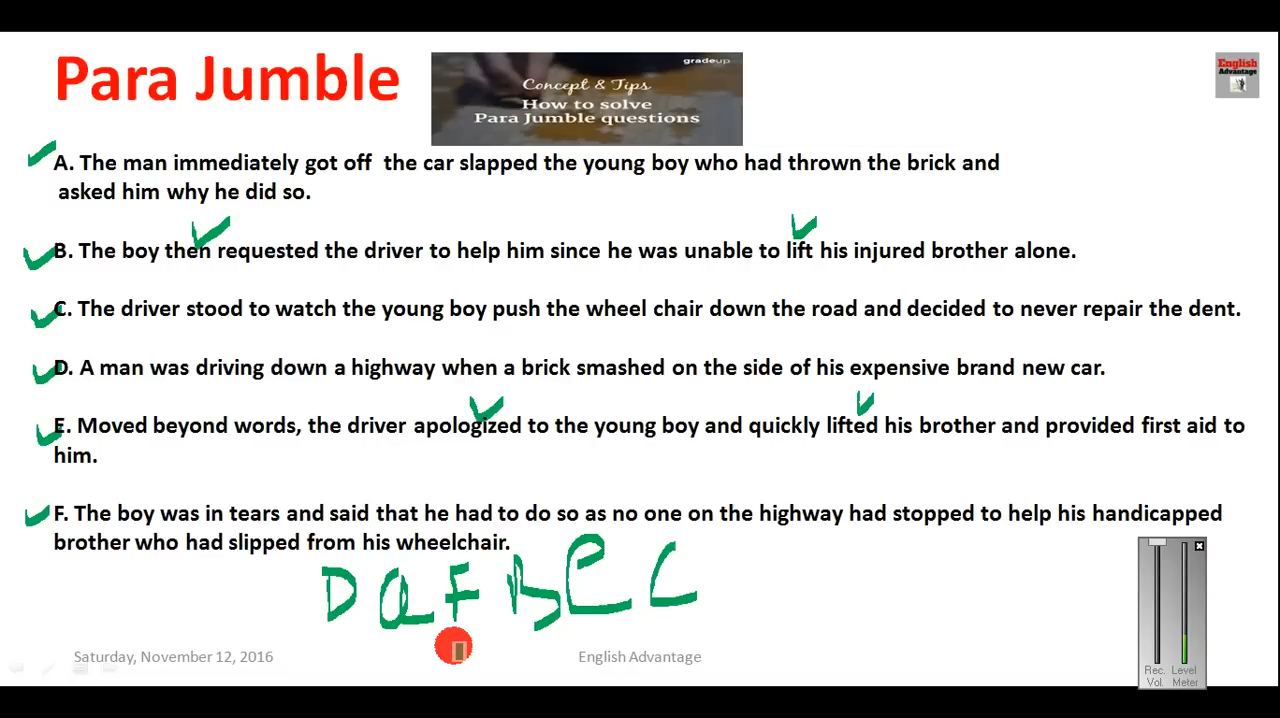 Para Jumble
gradeup
Concept & Tips
How to solve
Para Jumble questions
English
Advantage
A. The man immediately got off the car slapped the young boy who had thrown the brick and
asked him why he did so.
B. The boy then requested the driver to help him since he was unable to lift his injured brother alone.
C. The driver stood to watch the young boy push the wheel chair down the road and decided to never repair the dent.
D. A man was driving down a highway when a brick smashed on the side of his expensive brand new car.
E. Moved beyond words, the driver apologized to the young boy and quickly lifted his brother and provided first aid to
him.
F. The boy was in tears and said that he had to do so as no one on the highway had stopped to help his handicapped
brother who had slipped from his wheelchair.
D a F B e C
Saturday, November 12, 2016
English Advantage
Rec. Level
Vol. Meter